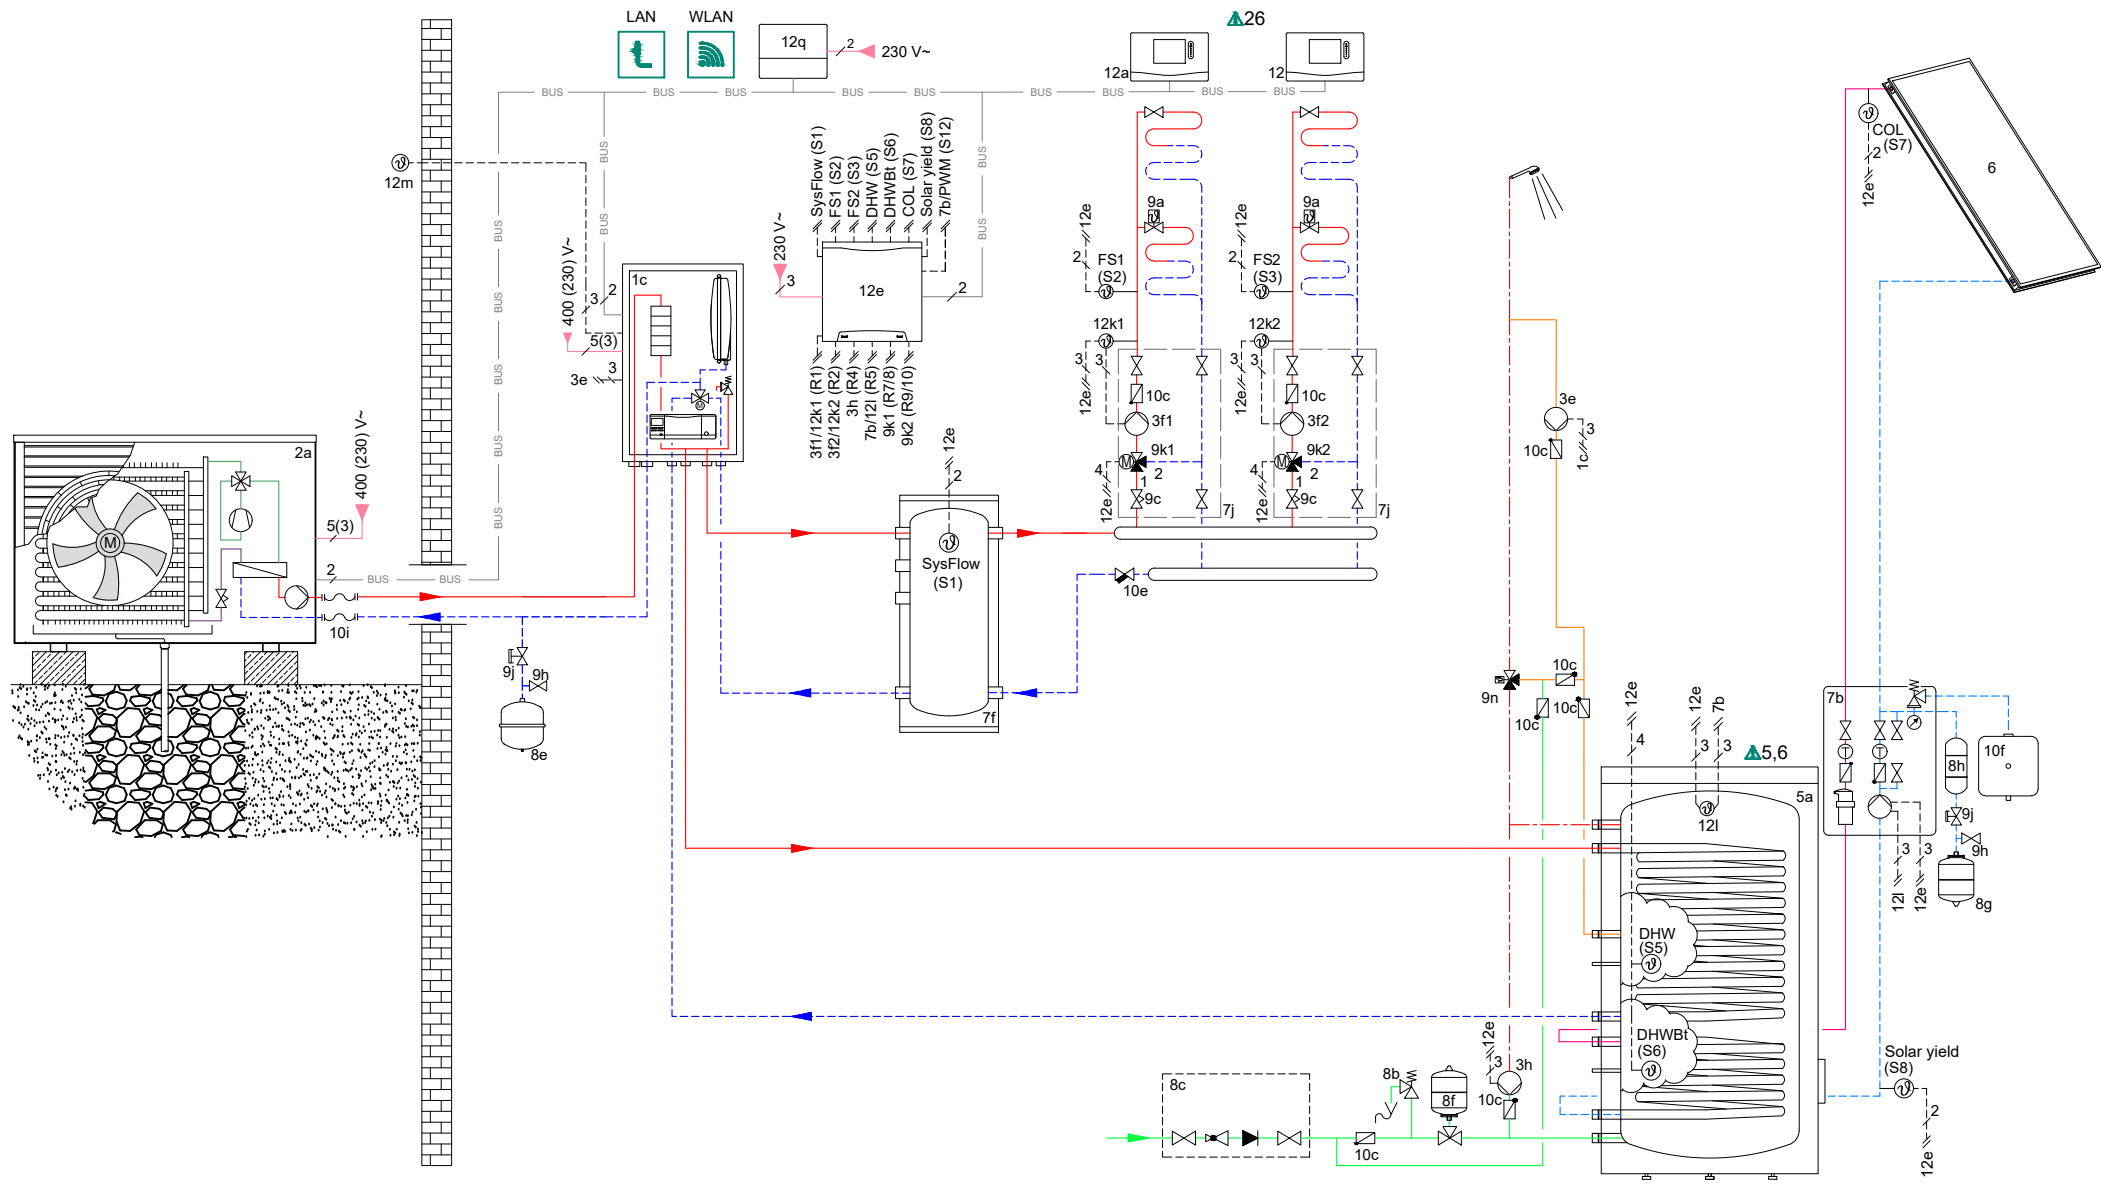 LAN
WLAN
12q
2
230 V~
26
12a
12
BUS BUS BUS BUS BUS BUS BUS BUS
12m
BUS
BUS
BUS
BUS
BUS
BUS
SysFlow (S1)
FS1 (S2)
FS2 (S3)
DHW (S5)
DHWBt (S6)
COL (S7)
Solar yield (S8)
7b/PWM (S12)
230 V~
3
12e
2
3f1/12k1 (R1)
3f2/12k2 (R2)
3h (R4)
7b/12l (R5)
9k1 (R7/8)
9k2 (R9/10)
400 (230) V~
3
2
5(3)
3
3e
1c
M
12e
2
FS1
(S2)
9a
12k1
3
3
12e
10c
3f1
9k1
M
4
1
2
12e
9c
7j
12e
2
FS2
(S3)
9a
12k2
3
3
12e
10c
3f2
9k2
M
4
1
2
12e
9c
7j
COL
(S7)
2
12e
6
2a
M
400 (230) V~
5(3)
2
BUS BUS
10i
9j
9h
8e
12e
2
SysFlow
(S1)
7f
10e
3e
10c
3
1c
9n
10c
10c
10c
12e
4
12e
3
7b
3
5,6
5a
12l
DHW
(S5)
DHWBt
(S6)
7b
T
T
8h
10f
9j
9h
8g
3
12l
3
12e
Solar yield
(S8)
2
12e
8c
8b
8f
10c
12e
3
3h
10c